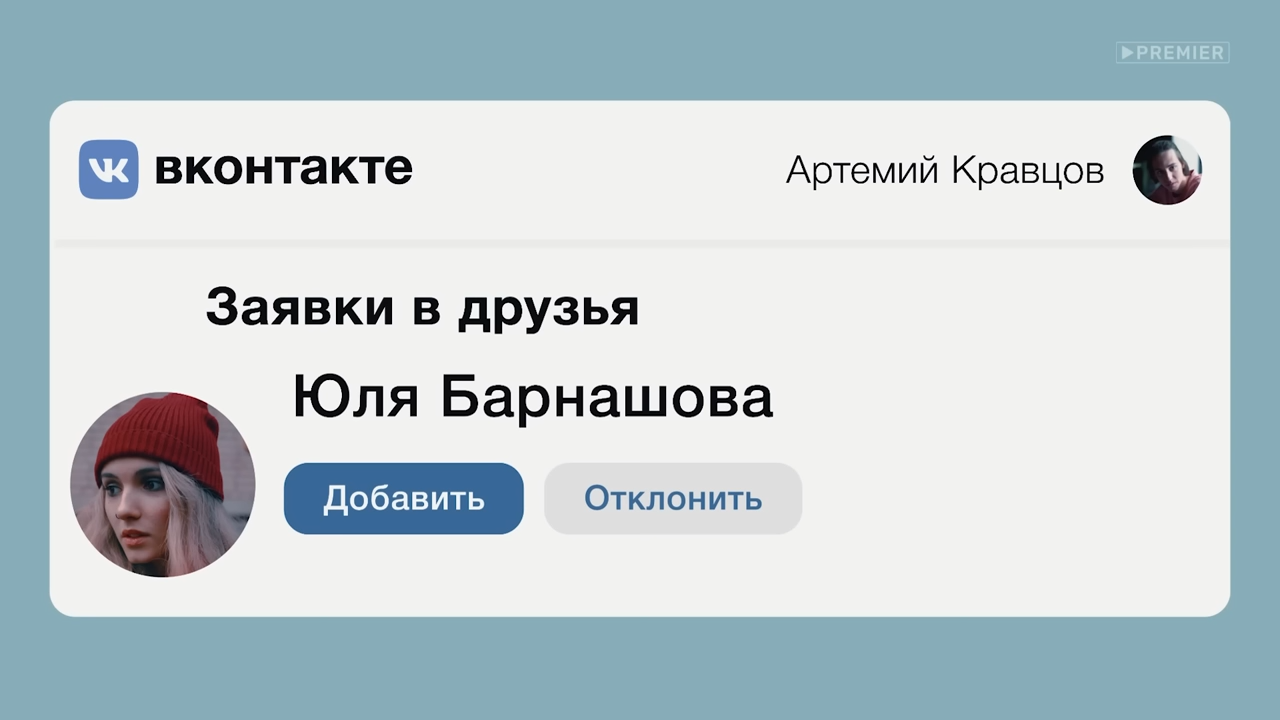 PREMIER
вконтакте
Артемий Кравцов
Заявки в друзья
Юля Барнашова
Добавить
Отклонить